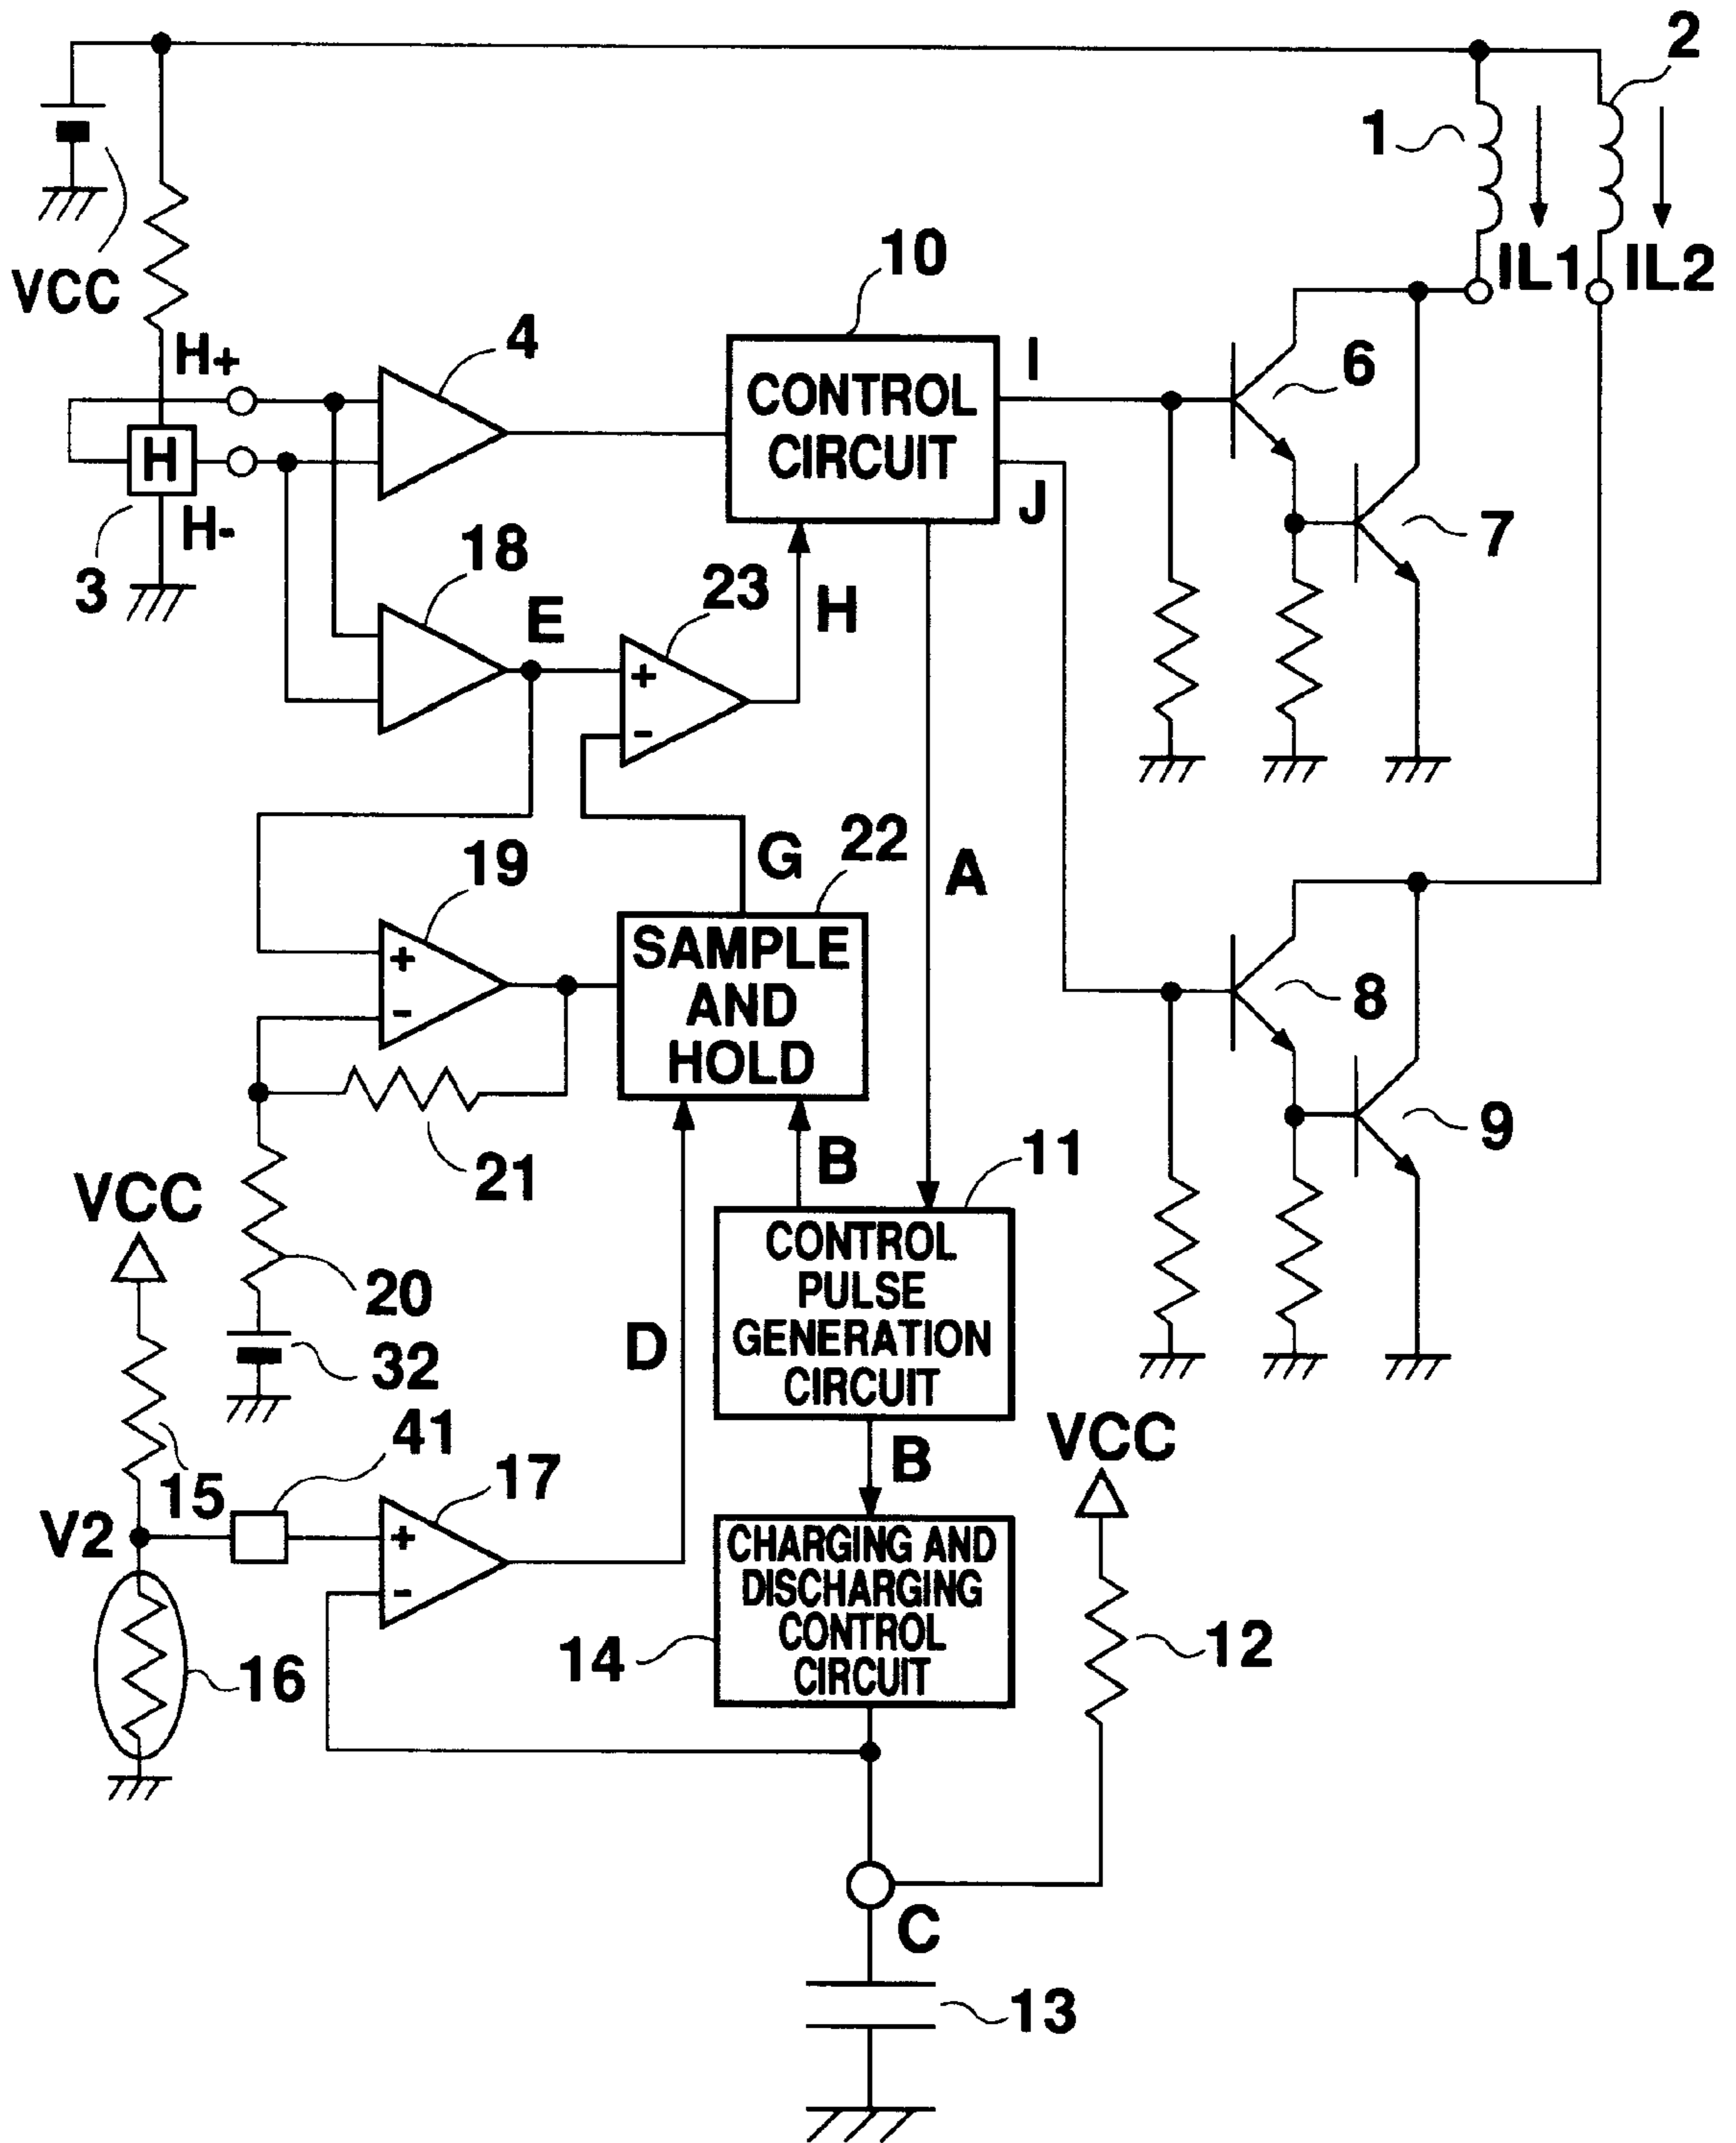 2
1
VCC
IL1
IL2
10
H+
4
CONTROL
CIRCUIT
I
6
H
H-
J
3
18
7
E
23
H
+
-
G
22
A
19
SAMPLE
AND
HOLD
+
-
8
21
B
11
9
VCC
CONTROL
PULSE
GENERATION
CIRCUIT
20
D
32
41
B
VCC
15
17
V2
+
-
CHARGING AND
DISCHARGING
CONTROL
CIRCUIT
14
12
16
C
13